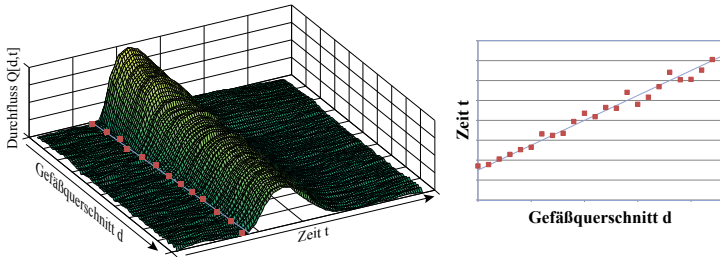 Durchfluss Q[d,t]
Gefäßquerschnitt d
Zeit t
Zeit t
Gefäßquerschnitt d